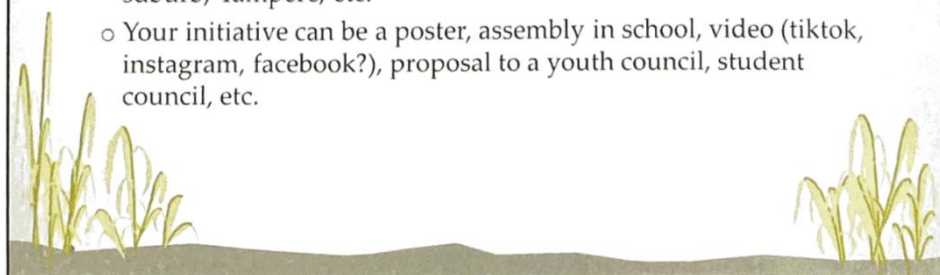 ○ Your initiative can be a poster, assembly in school, video (tiktok,
instagram, facebook?), proposal to a youth council, student
council, etc.